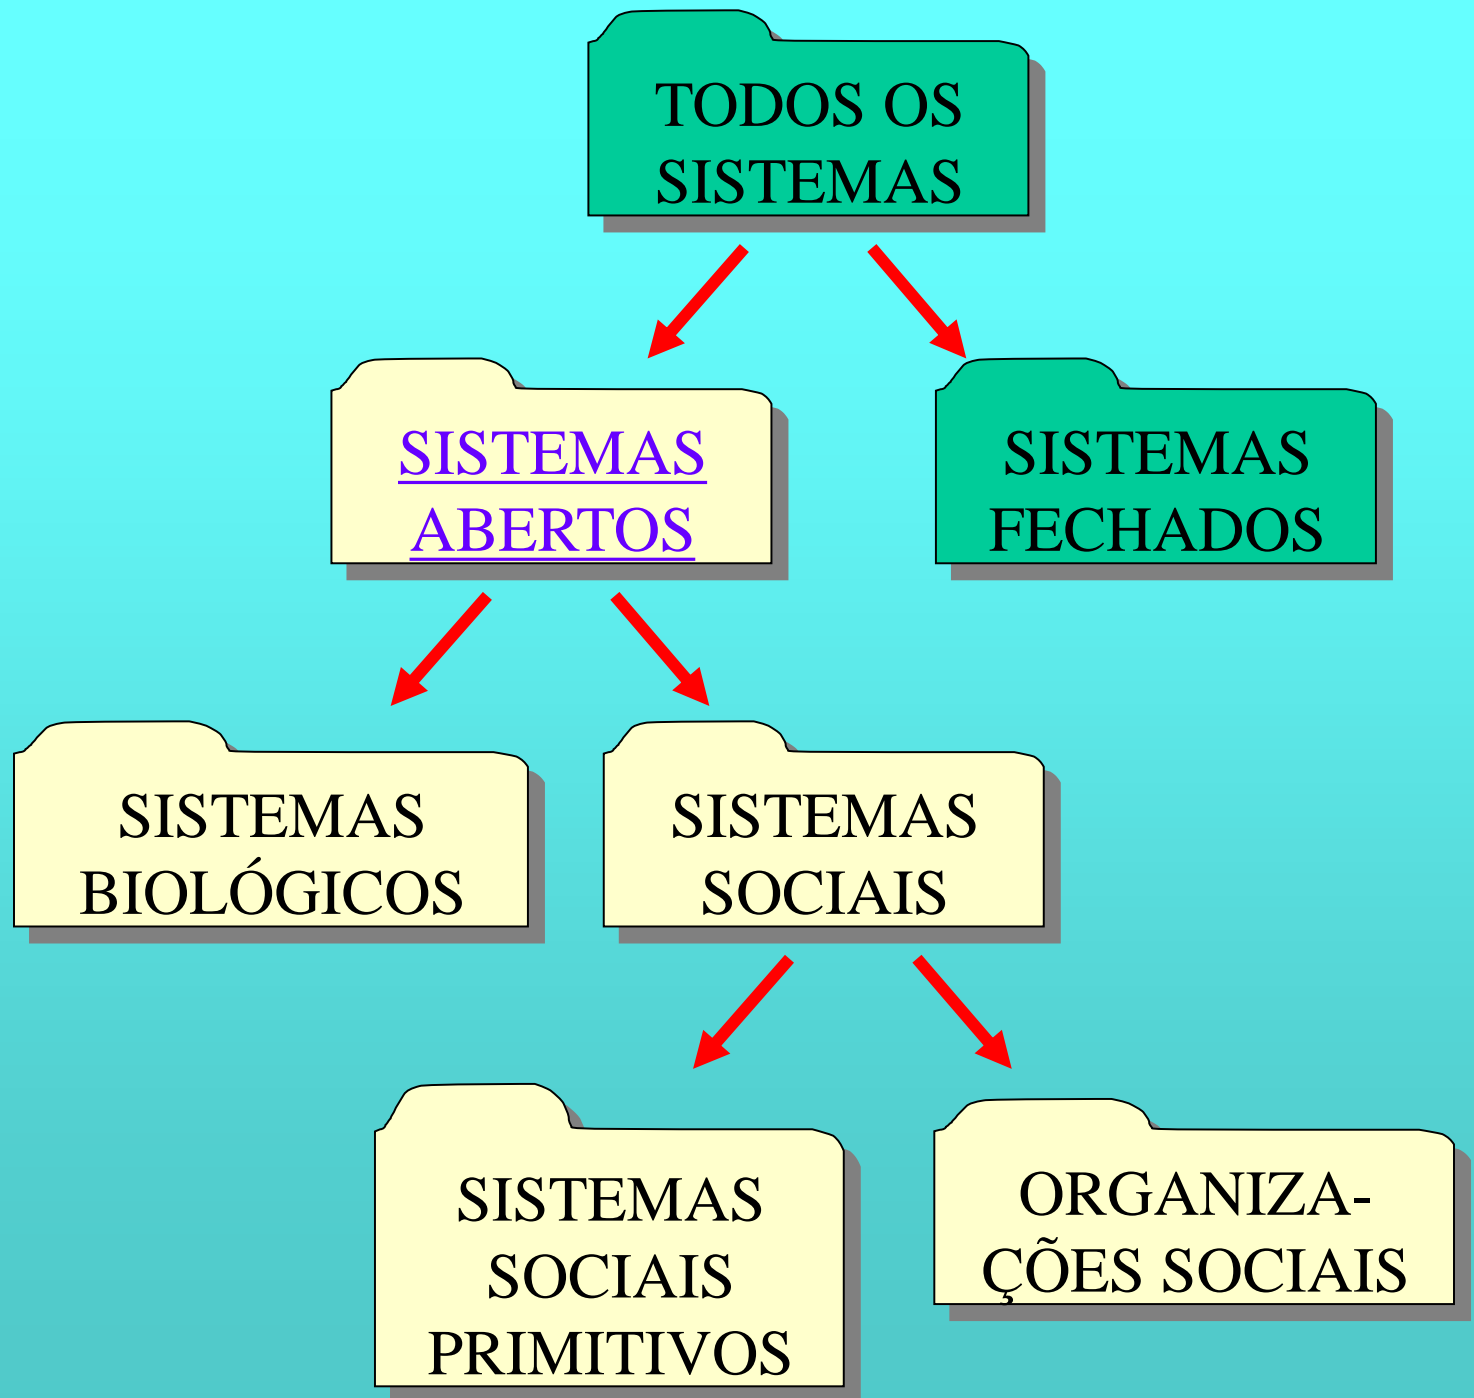 TODOS OS
SISTEMAS
SISTEMAS
ABERTOS
SISTEMAS
FECHADOS
SISTEMAS
BIOLÓGICOS
SISTEMAS
SOCIAIS
SISTEMAS
SOCIAIS
PRIMITIVOS
ORGANIZA-
ÇÕES SOCIAIS